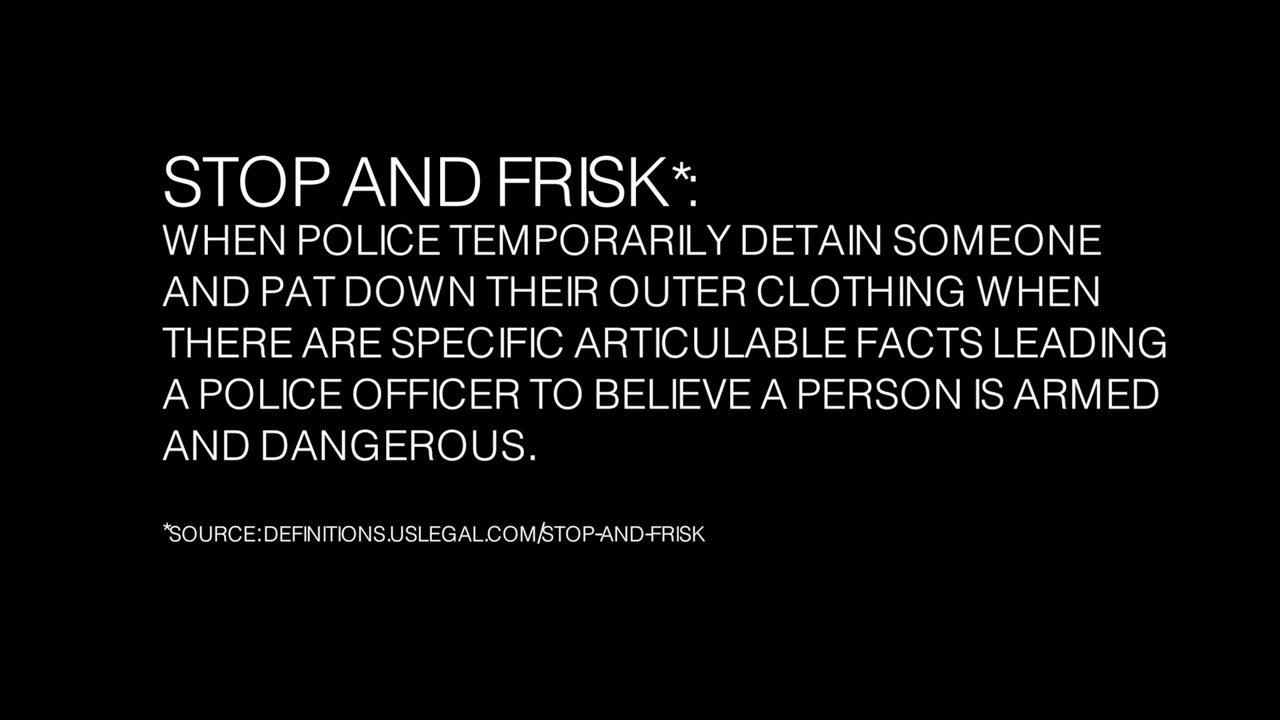 STOP AND FRISK*:
WHEN POLICE TEMPORARILY DETAIN SOMEONE
AND PAT DOWN THEIR OUTER CLOTHING WHEN
THERE ARE SPECIFIC ARTICULABLE FACTS LEADING
A POLICE OFFICER TO BELIEVE A PERSON IS ARMED
AND DANGEROUS.
*SOURCE: DEFINITIONS.USLEGAL.COM/STOP-AND-FRISK